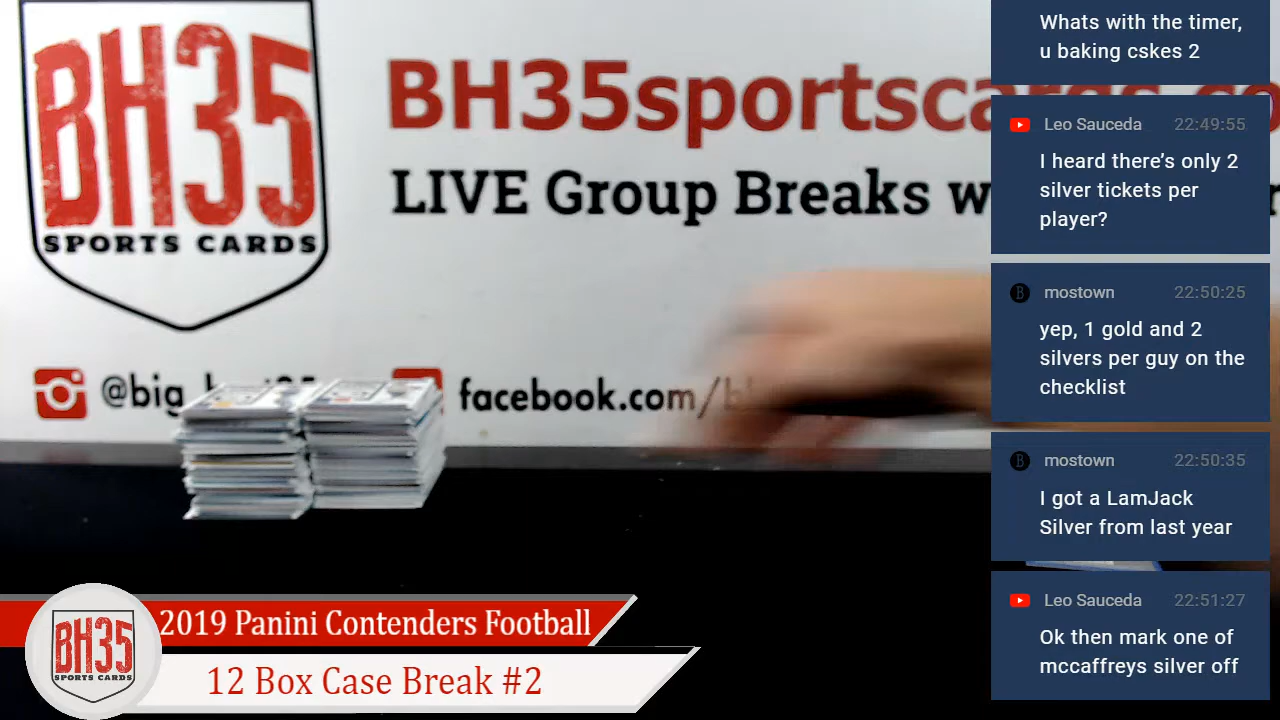 BH35
SPORTS CARDS
BH35sportscards.co
LIVE Group Breaks w
@big_
facebook.com/b
Whats with the timer,
u baking cskes 2
Leo Sauceda 22:49:55
I heard there's only 2
silver tickets per
player?
mostown 22:50:25
yep, 1 gold and 2
silvers per guy on the
checklist
mostown 22:50:35
I got a LamJack
Silver from last year
Leo Sauceda 22:51:27
Ok then mark one of
mccaffreys silver off
BH35
SPORTS CARDS
2019 Panini Contenders Football
12 Box Case Break #2